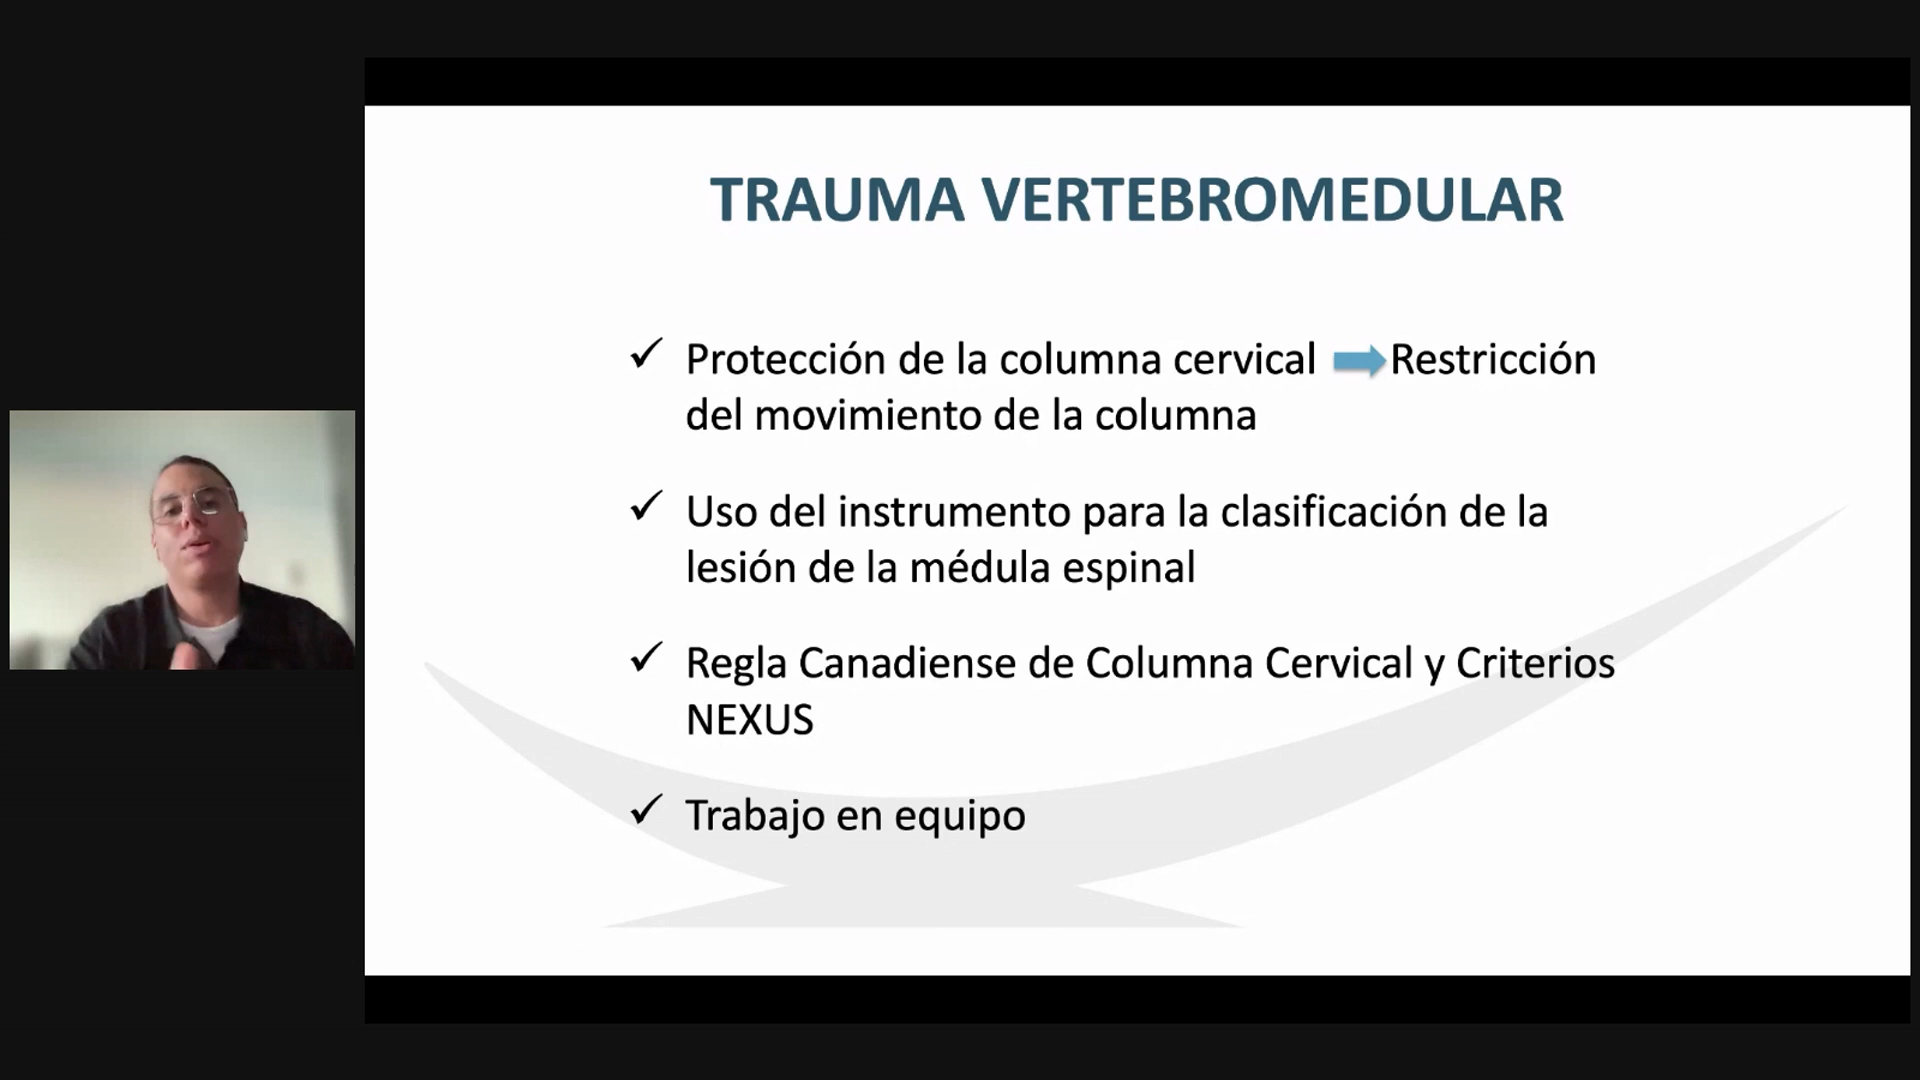 TRAUMA VERTEBROMEDULAR
✓ Protección de la columna cervical ➡ Restricción
del movimiento de la columna
✓ Uso del instrumento para la clasificación de la
lesión de la médula espinal
✓ Regla Canadiense de Columna Cervical y Criterios
NEXUS
✓ Trabajo en equipo